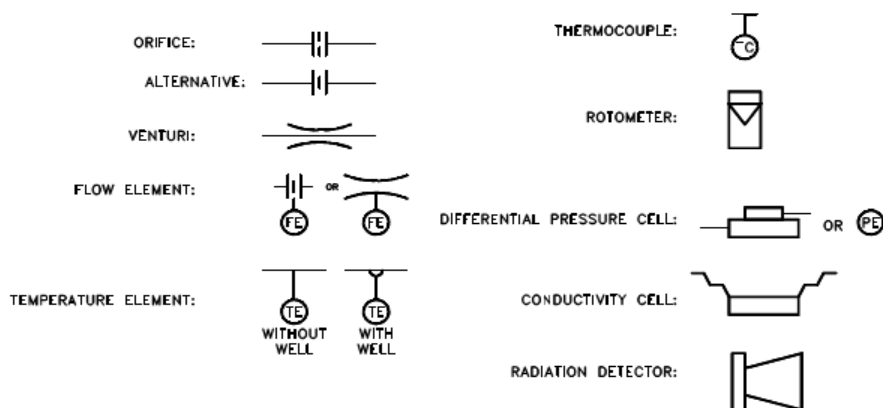 ORIFICE:
ALTERNATIVE:
VENTURI:
FLOW ELEMENT:
OR
FE
FE
TEMPERATURE ELEMENT:
TE
TE
WITHOUT
WELL
WITH
WELL
THERMOCOUPLE:
C
ROTOMETER:
DIFFERENTIAL PRESSURE CELL:
OR
PE
CONDUCTIVITY CELL:
RADIATION DETECTOR: